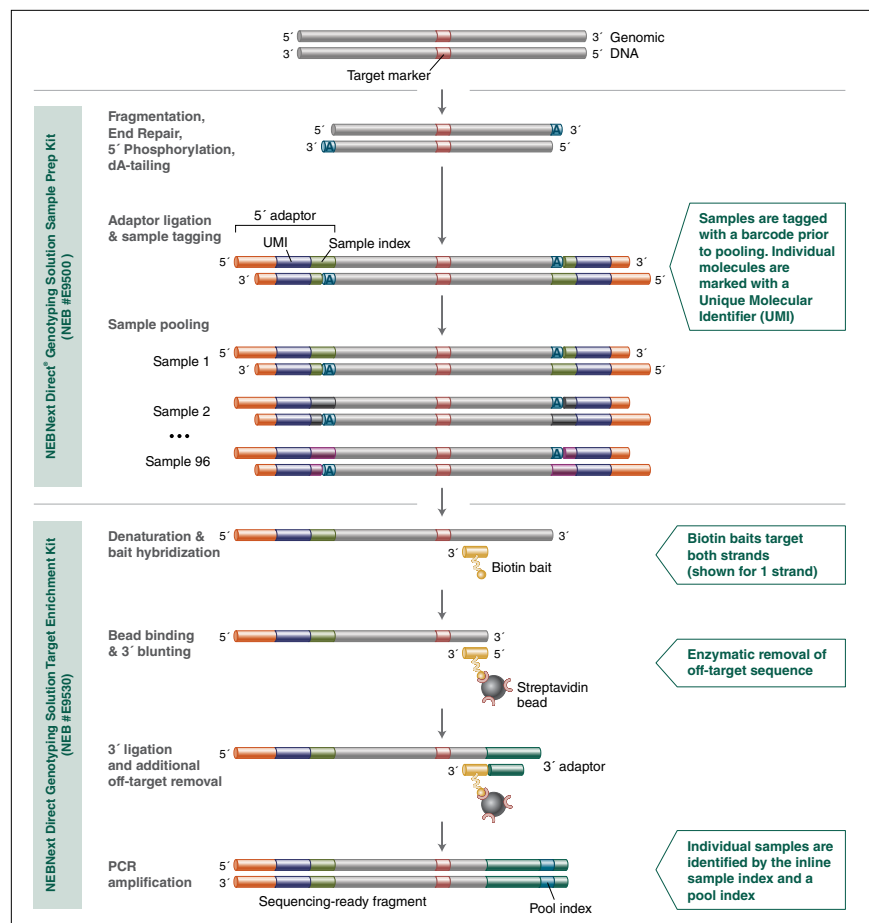 5´
3´
Genomic
3´
5´
DNA
Target marker
NEBNext Direct® Genotyping Solution Sample Prep Kit
(NEB #E9500 )
Fragmentation,
End Repair,
5´ Phosphorylation,
dA-tailing
5´
A
3´
3´
A
5´
Adaptor ligation
& sample tagging
5´ adaptor
UMI
Sample index
5´
A
3´
3´
A
5´
Samples are tagged
with a barcode prior
to pooling. Individual
molecules are
marked with a
Unique Molecular
Identifier (UMI)
Sample pooling
Sample 1
5´
A
3´
3´
A
5´
Sample 2
A
A
•••
Sample 96
A
A
NEBNext Direct Genotyping Solution Target Enrichment Kit
(NEB #E9530)
Denaturation &
bait hybridization
5´
3´
3´
Biotin bait
Biotin baits target
both strands
(shown for 1 strand)
Bead binding
& 3´ blunting
5´
3´
3´
5´
Streptavidin
bead
Enzymatic removal of
off-target sequence
3´ ligation
and additional
off-target removal
5´
3´
3´ adaptor
PCR
amplification
5´
3´
Sequencing-ready fragment
Pool index
Individual samples are
identified by the inline
sample index and a
pool index